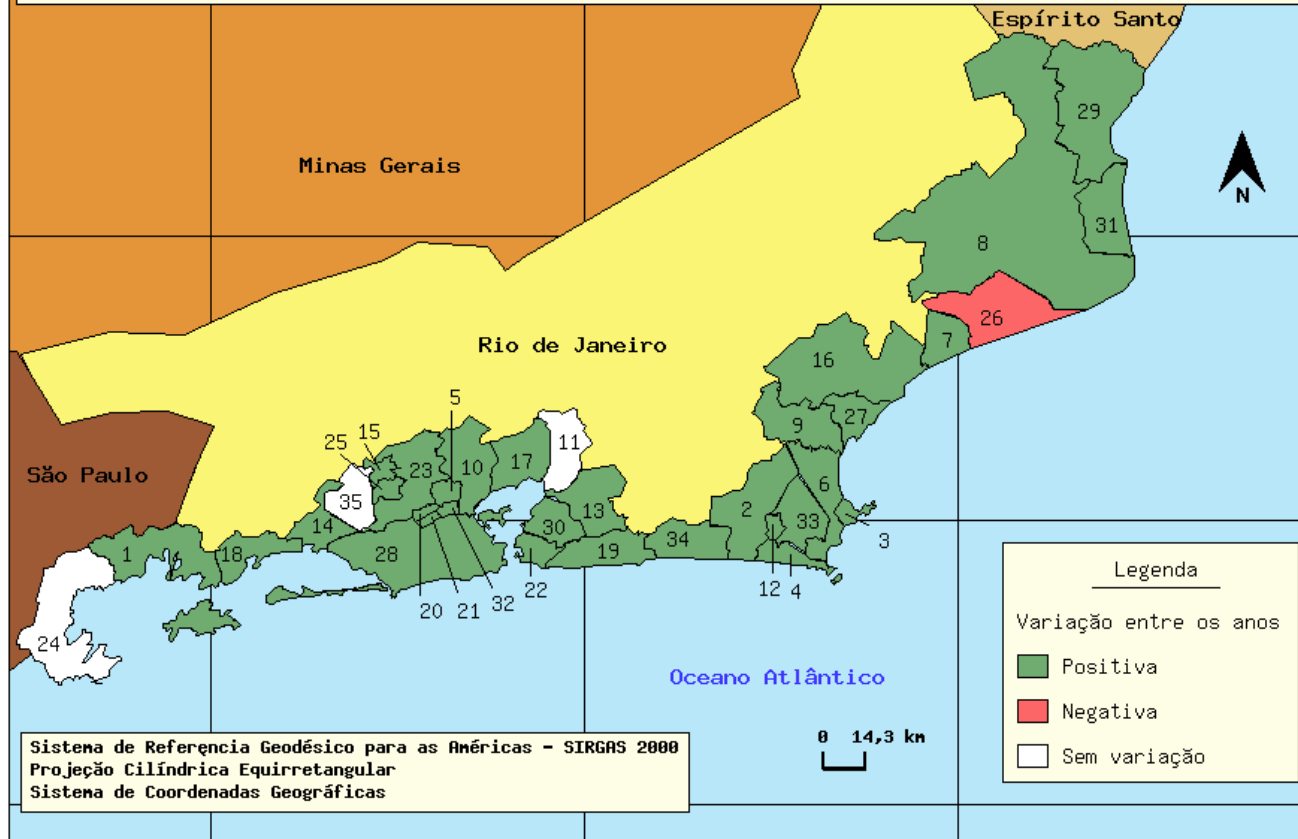 Espírito Santo
29
Minas Gerais
N
31
8
26
Rio de Janeiro
7
16
5
27
15
9
25
11
23
17
10
São Paulo
6
35
2
13
33
14
30
34
28
1
18
19
3
12
4
22
32
20
21
24
Legenda
Variação entre os anos
Positiva
Negativa
Sem variação
Oceano Atlântico
0 14,3 km
Sistema de Referençia Geodésico para as Américas - SIRGAS 2000
Projeção Cilíndrica Equirretangular
Sistema de Coordenadas Geográficas